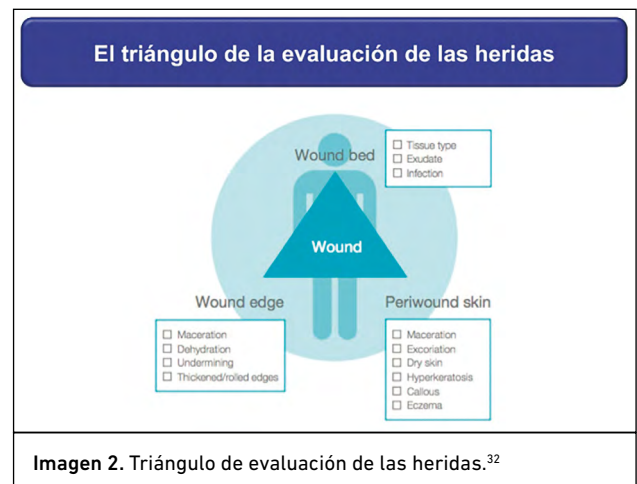 El triángulo de la evaluación de las heridas
Wound bed
Tissue type
Exudate
Infection
Wound
Wound edge
Maceration
Dehydration
Undermining
Thickened/rolled edges
Periwound skin
Maceration
Excoriation
Dry skin
Hyperkeratosis
Callous
Eczema
Imagen 2. Triángulo de evaluación de las heridas.32